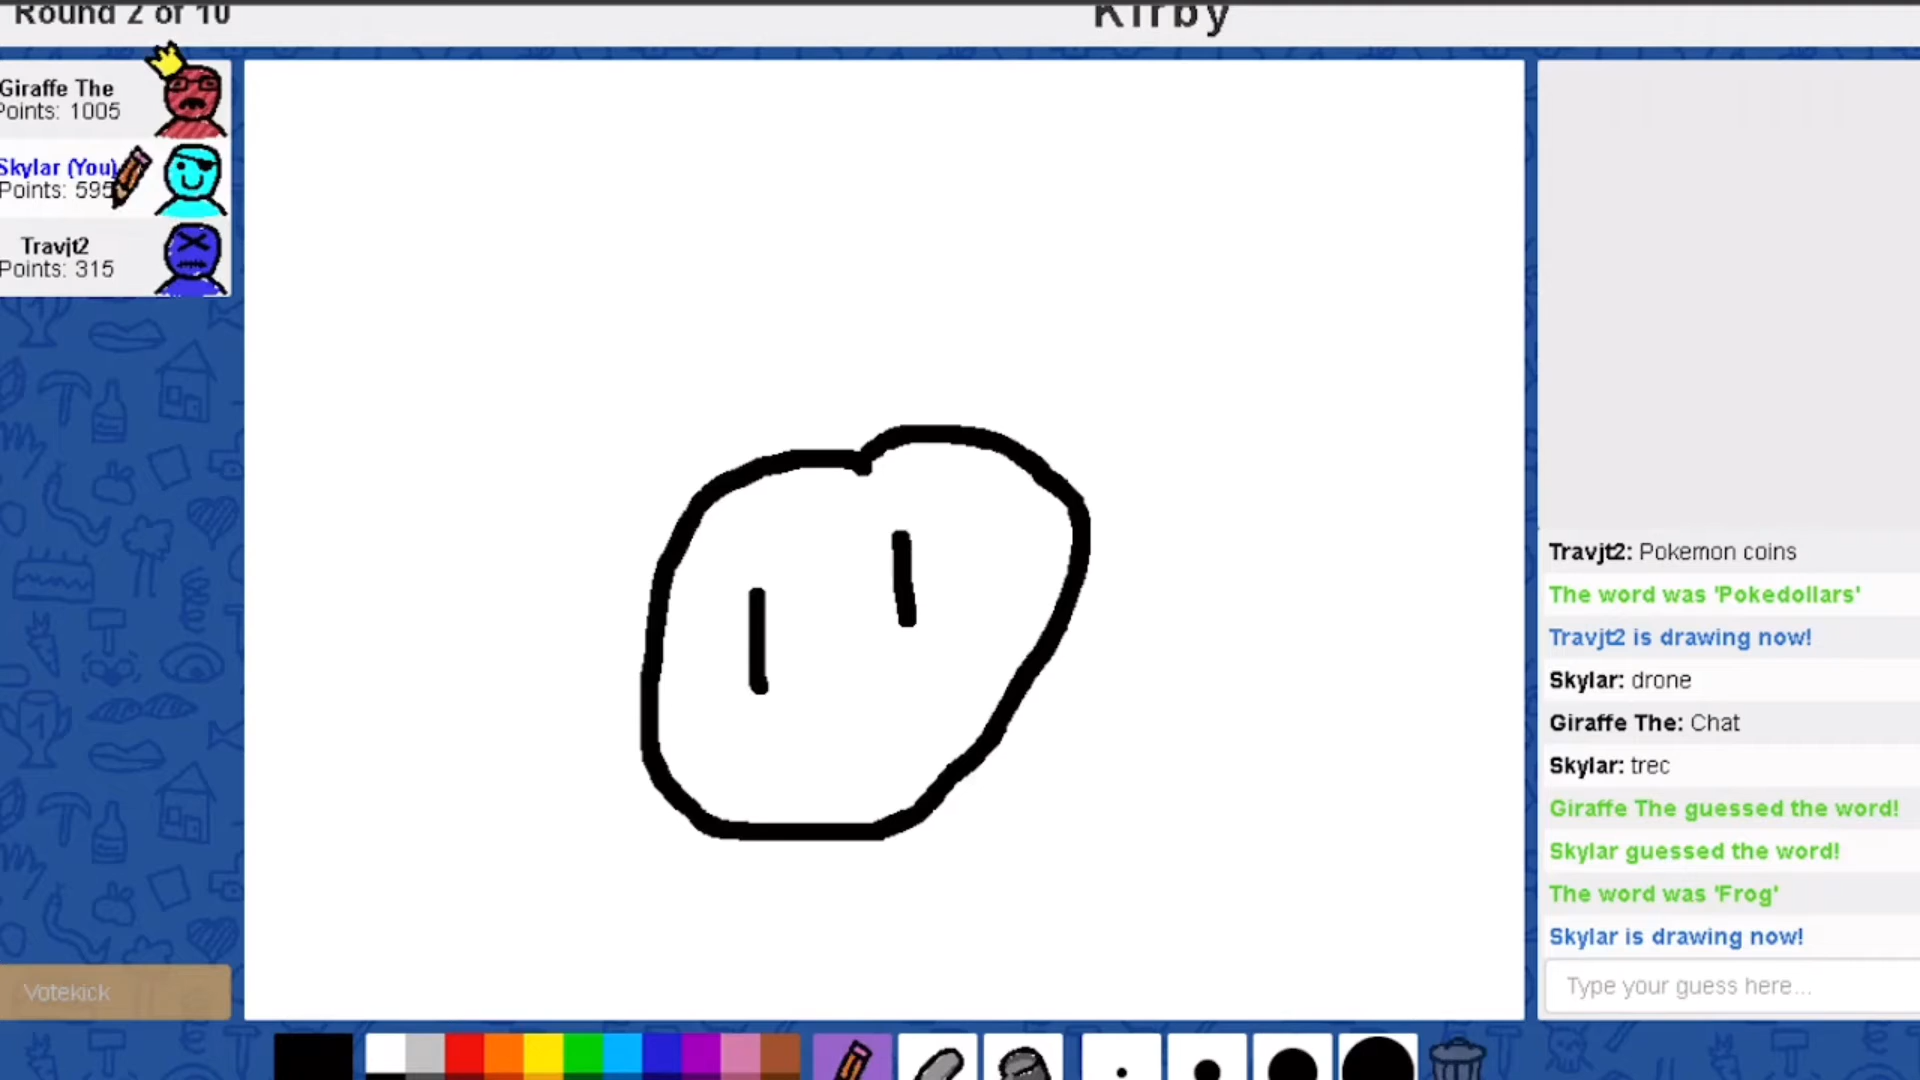 Round 2 of 10
Kirby
Giraffe The
Points: 1005
Skylar (You)
Points: 595
Travjt2
Points: 315
Travjt2: Pokemon coins
The word was 'Pokedollars'
Travjt2 is drawing now!
Skylar: drone
Giraffe The: Chat
Skylar: trec
Giraffe The guessed the word!
Skylar guessed the word!
The word was 'Frog'
Skylar is drawing now!
Votekick
Type your guess here...